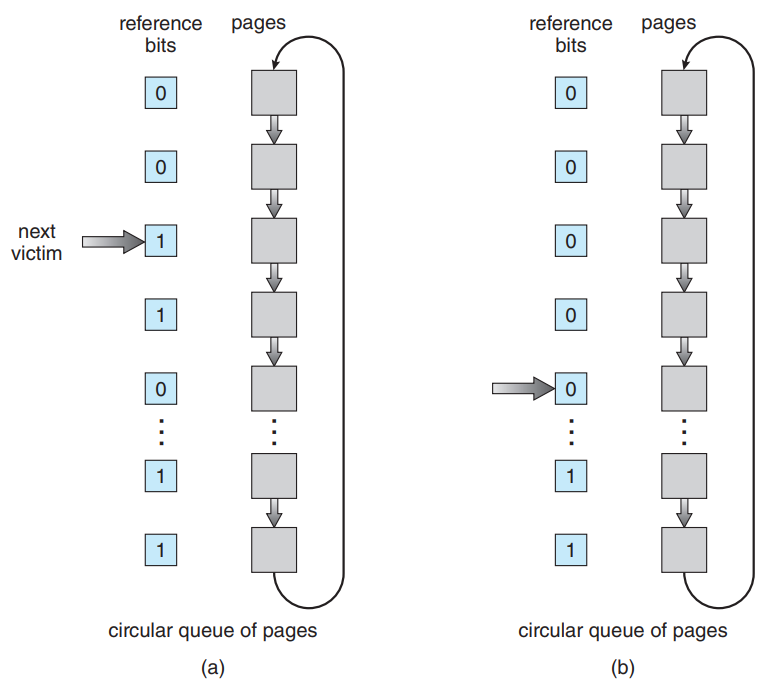 reference bits
pages
0
0
next victim
1
1
0
1
1
circular queue of pages
(a)
reference bits
pages
0
0
0
0
0
1
1
circular queue of pages
(b)